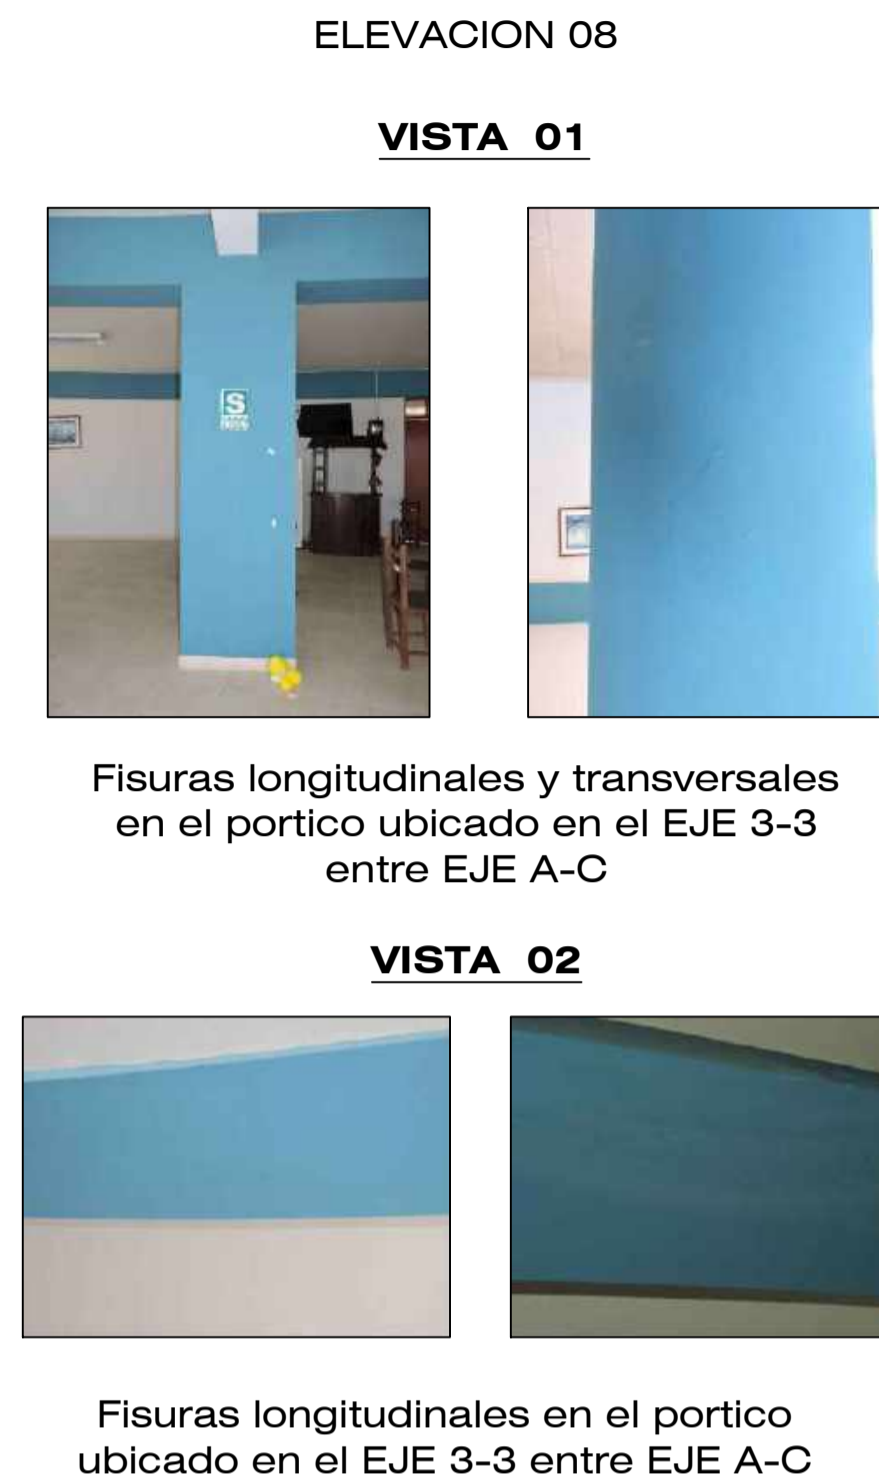 ELEVACION 08
VISTA 01
S
Fisuras longitudinales y transversales
en el portico ubicado en el EJE 3-3
entre EJE A-C
VISTA 02
Fisuras longitudinales en el portico
ubicado en el EJE 3-3 entre EJE A-C